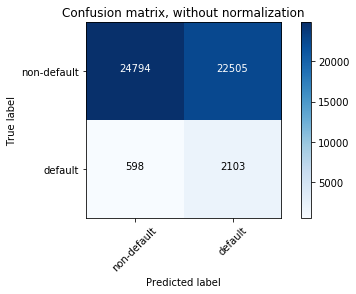 Confusion matrix, without normalization
True label
non-default
24794 22505
20000
15000
10000
5000
default
598 2103
non-default
default
Predicted label